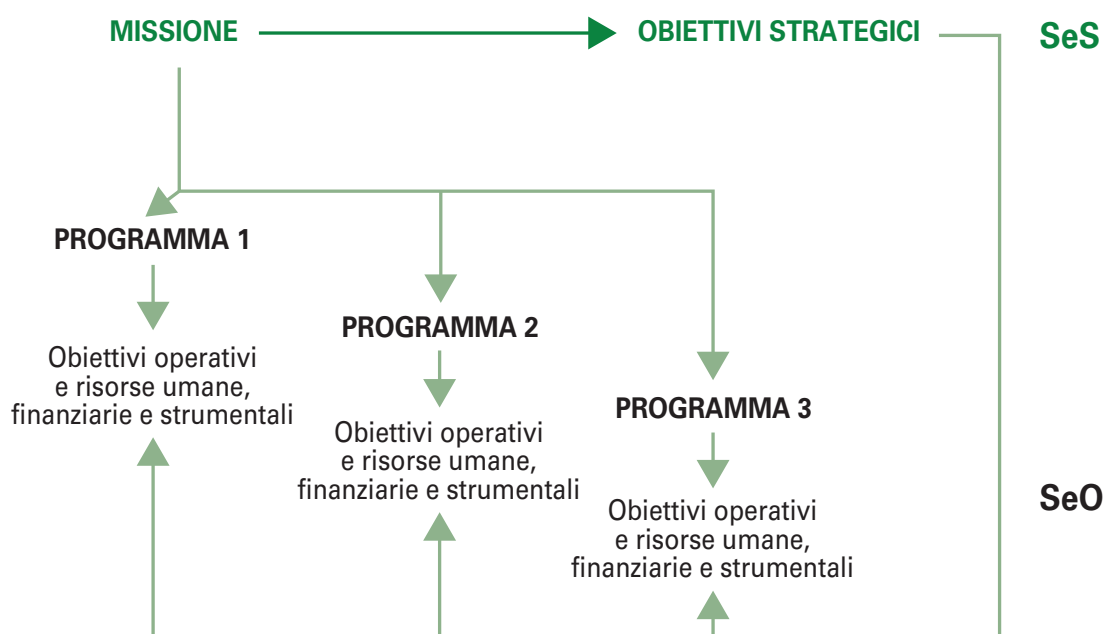 MISSIONE
OBIETTIVI STRATEGICI
SeS
PROGRAMMA 1
Obiettivi operativi
e risorse umane,
finanziarie e strumentali
PROGRAMMA 2
Obiettivi operativi
e risorse umane,
finanziarie e strumentali
PROGRAMMA 3
Obiettivi operativi
e risorse umane,
finanziarie e strumentali
SeO